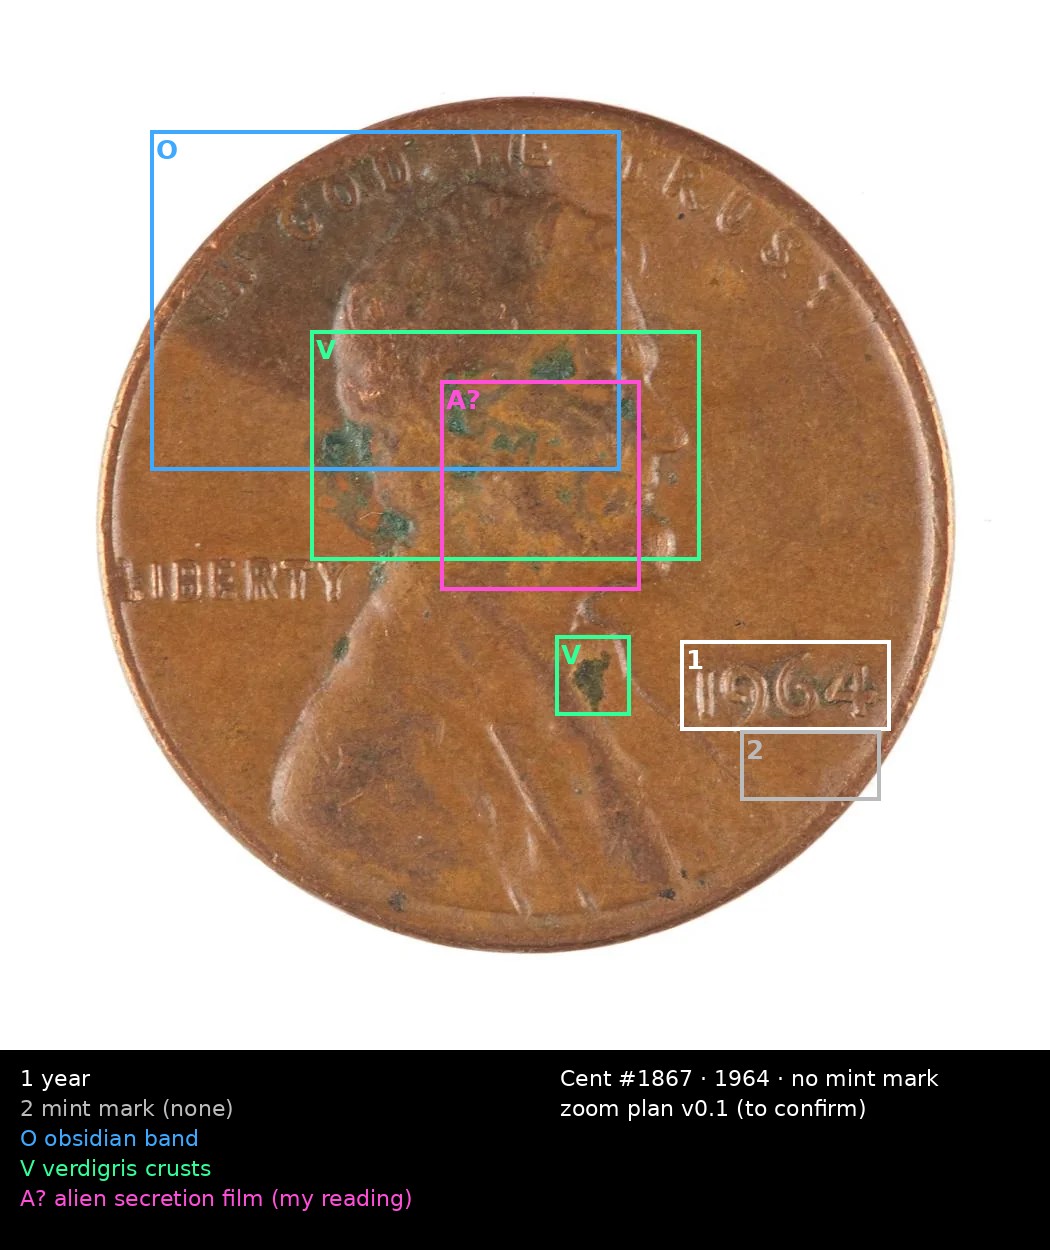 O
IN GOD WE TRUST
V
A?
LIBERTY
V
1
1964
2
1 year
2 mint mark (none)
O obsidian band
V verdigris crusts
A? alien secretion film (my reading)
Cent #1867 · 1964 · no mint mark
zoom plan v0.1 (to confirm)